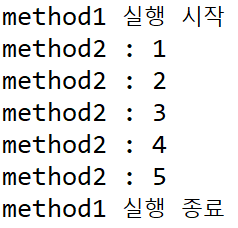 method1 실행 시작
method2 : 1
method2 : 2
method2 : 3
method2 : 4
method2 : 5
method1 실행 종료